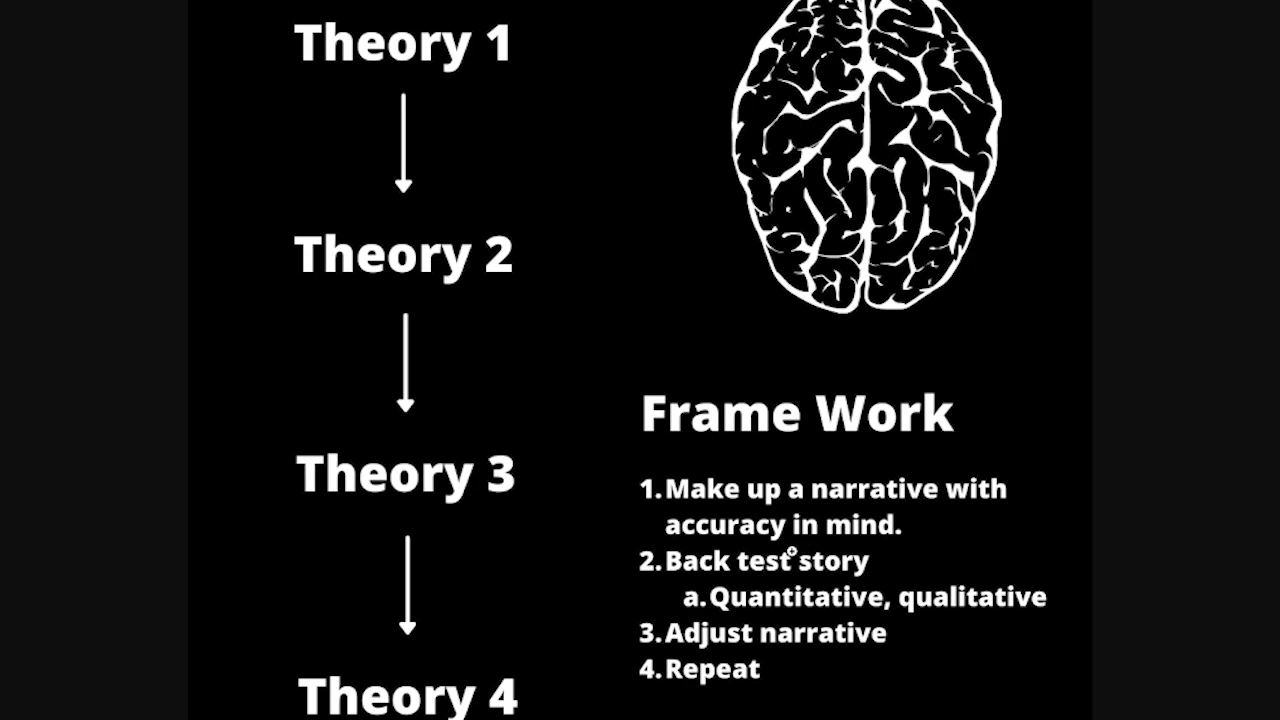 Theory 1
Theory 2
Theory 3
Theory 4
Frame Work
1. Make up a narrative with
accuracy in mind.
2. Back test story
a. Quantitative, qualitative
3. Adjust narrative
4. Repeat